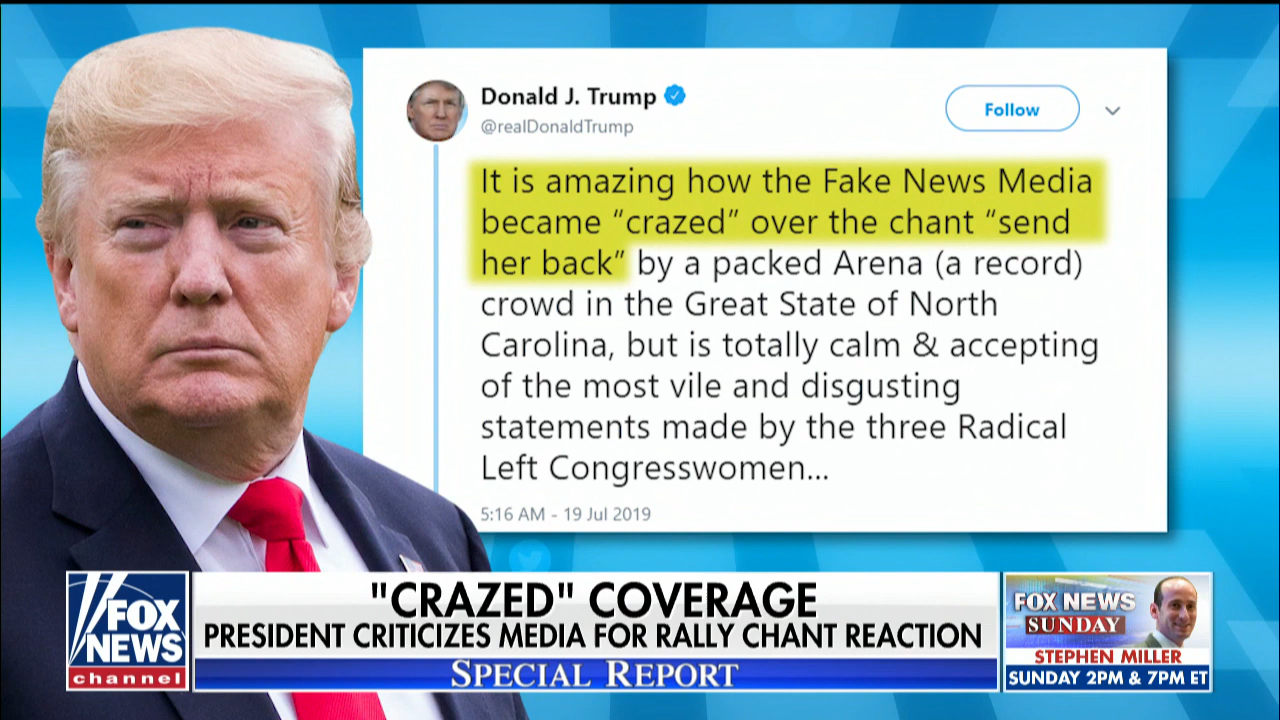 Donald J. Trump
@realDonaldTrump
Follow
It is amazing how the Fake News Media
became “crazed” over the chant “send
her back” by a packed Arena (a record)
crowd in the Great State of North
Carolina, but is totally calm & accepting
of the most vile and disgusting
statements made by the three Radical
Left Congresswomen...
5:16 AM - 19 Jul 2019
FOX
NEWS
channel
"CRAZED" COVERAGE
PRESIDENT CRITICIZES MEDIA FOR RALLY CHANT REACTION
SPECIAL REPORT
FOX NEWS
SUNDAY
STEPHEN MILLER
SUNDAY 2PM & 7PM ET